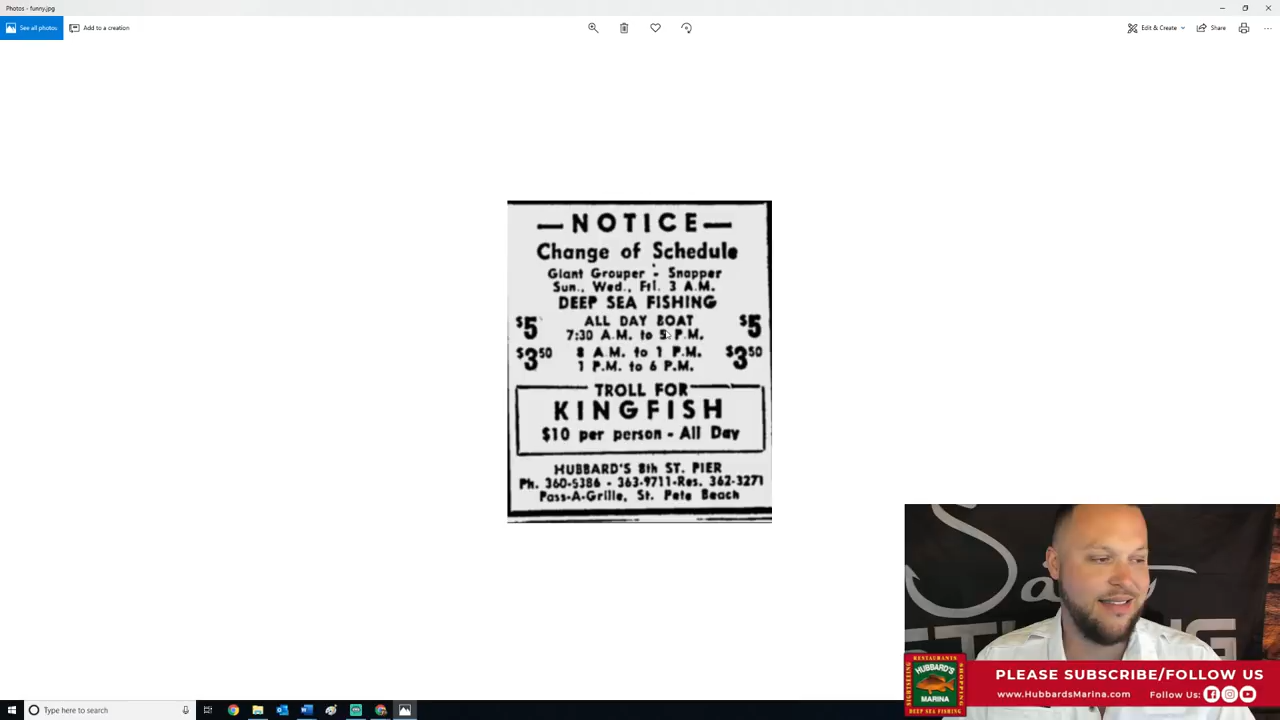 Photos - funny.jpg
See all photos
Add to a creation
Edit & Create
Share
— NOTICE —
Change of Schedule
Giant Grouper - Snapper
Sun., Wed., Fri. 3 A.M.
DEEP SEA FISHING
$5 ALL DAY BOAT $5
7:30 A.M. to P.M.
$3 50 8 A.M. to 1 P.M. $3 50
1 P.M. to 6 P.M.
TROLL FOR
KINGFISH
$10 per person - All Day
HUBBARD'S 8th ST. PIER
Ph. 360-5386 - 363-9711-Res. 362-3271
Pass-A-Grille, St. Pete Beach
RESTAURANTS
SIGHTSEEING
HUBBARD'S
MARINA
SHOPPING
DEEP SEA FISHING
PLEASE SUBSCRIBE/FOLLOW US
www.HubbardsMarina.com Follow Us:
Type here to search